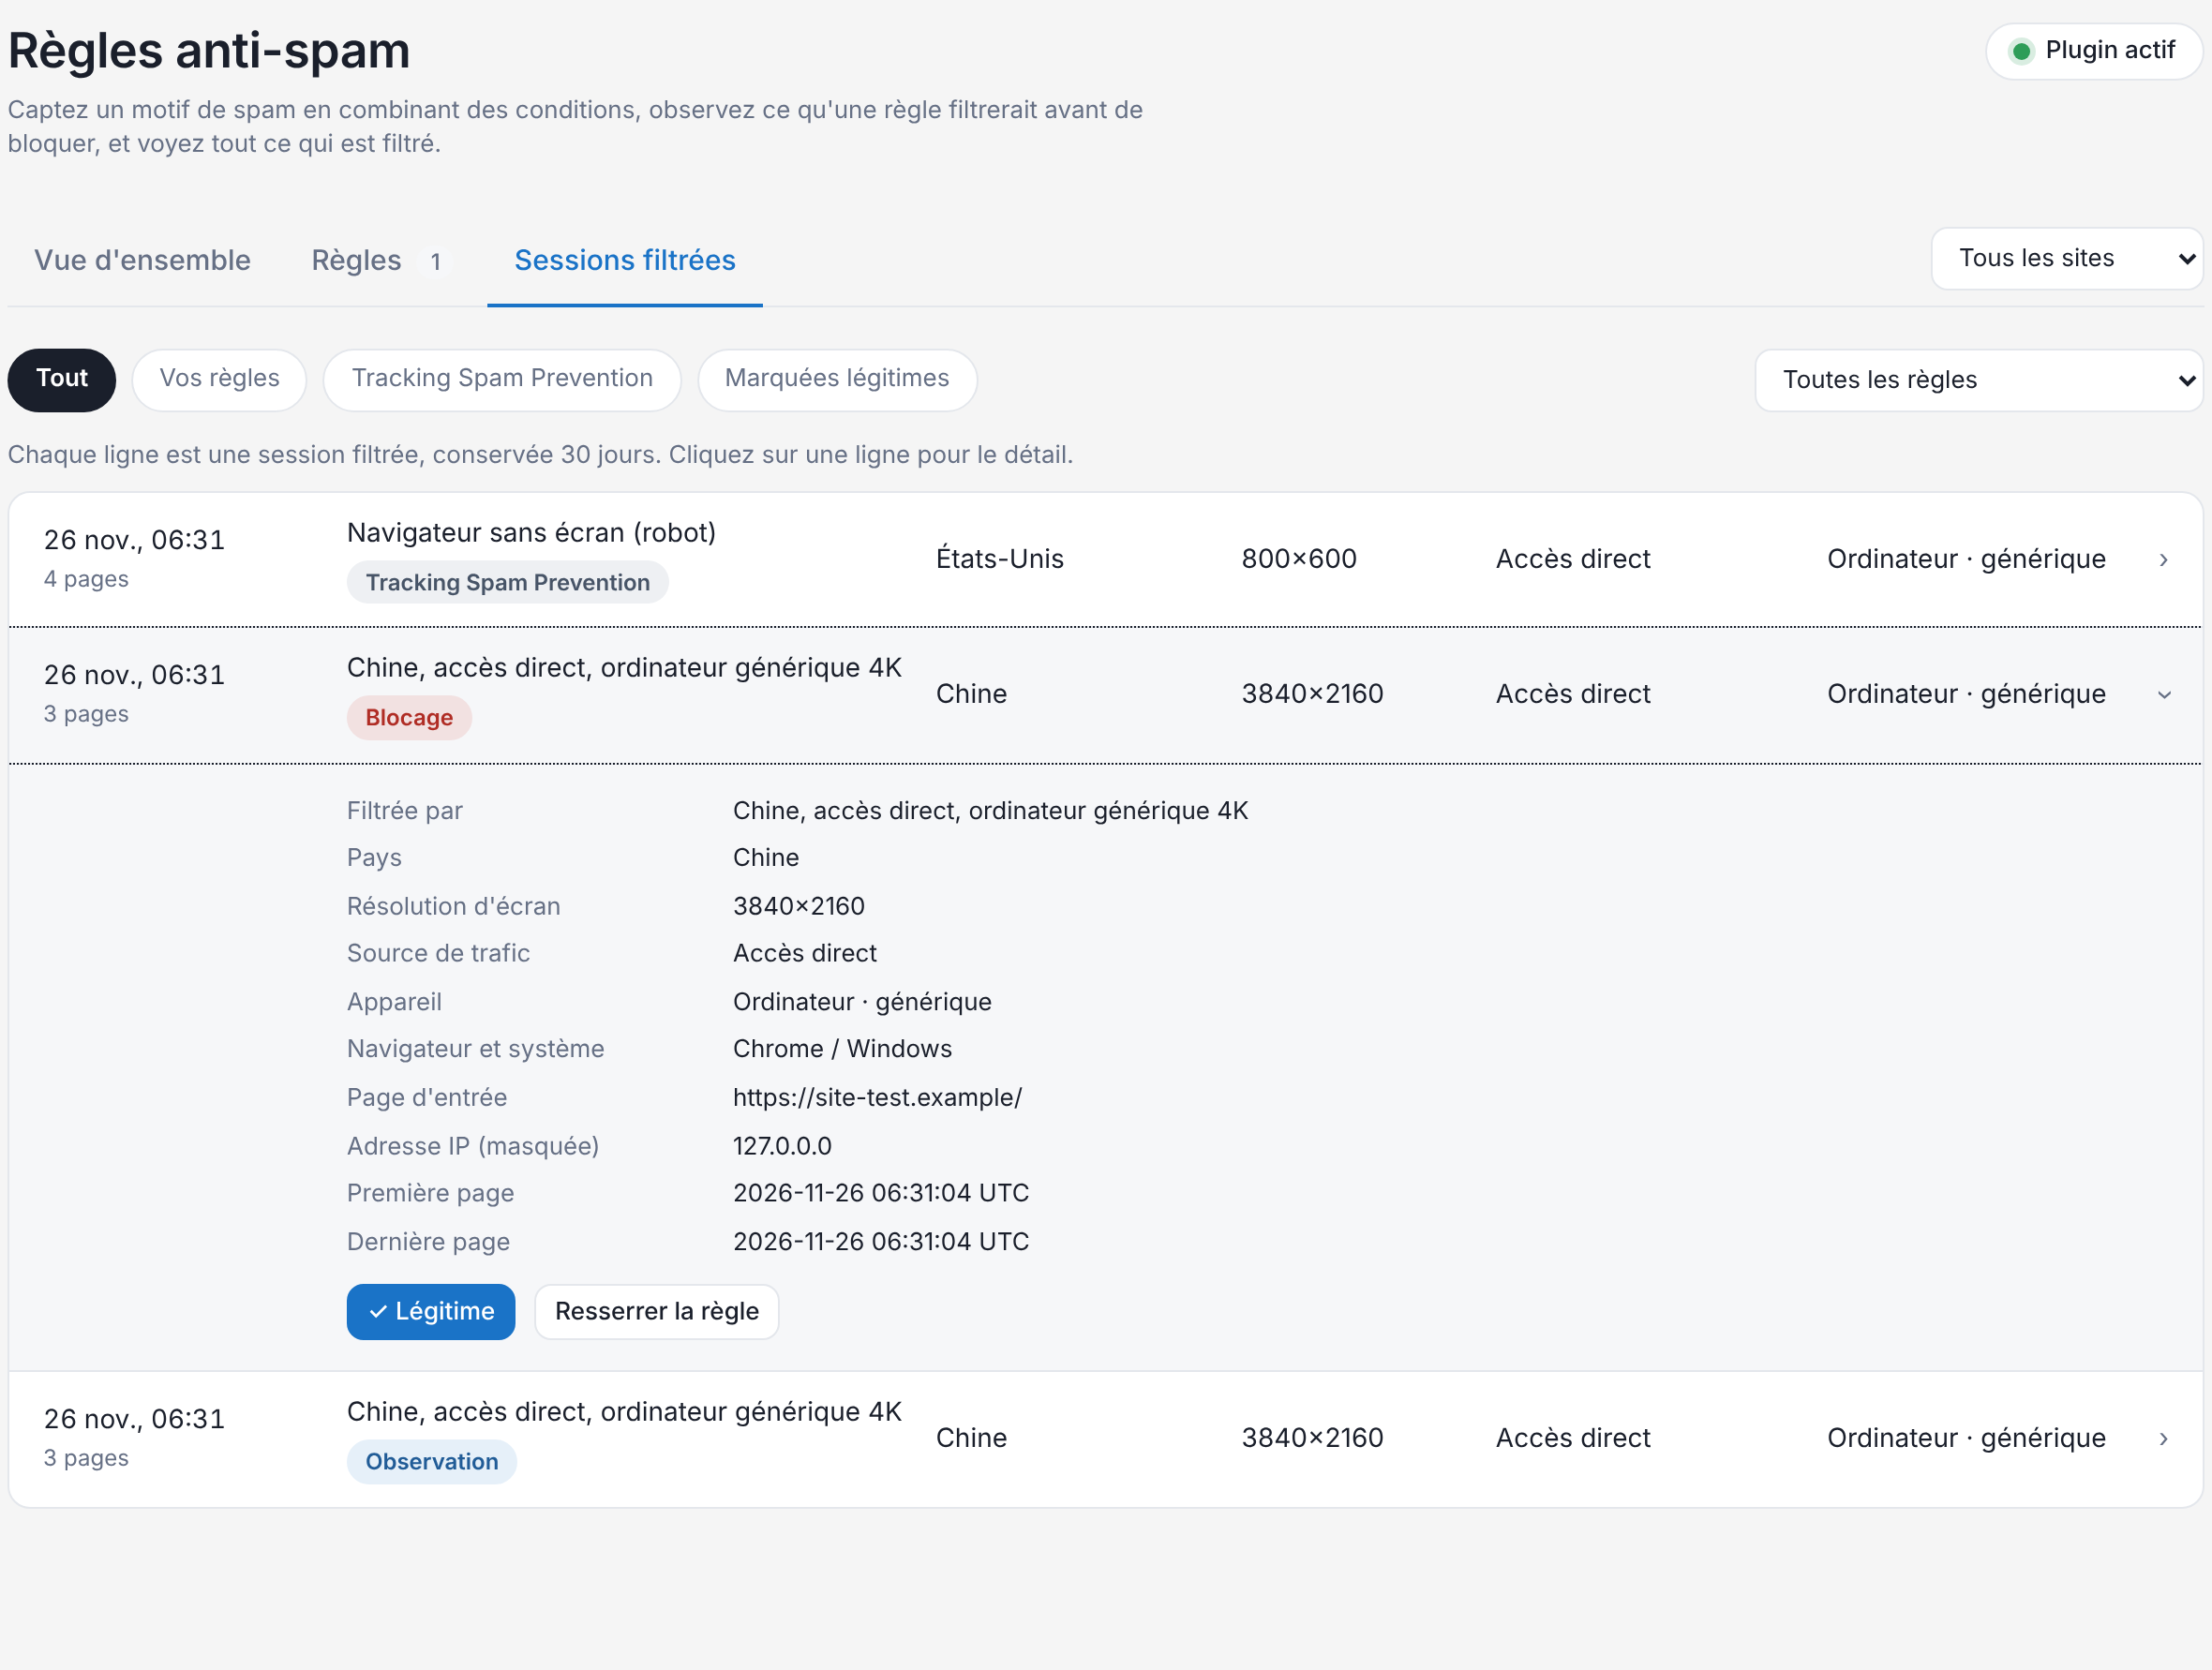 Règles anti-spam
Plugin actif
Captez un motif de spam en combinant des conditions, observez ce qu'une règle filtrerait avant de
bloquer, et voyez tout ce qui est filtré.
Vue d'ensemble
Règles 1
Sessions filtrées
Tous les sites
Tout
Vos règles
Tracking Spam Prevention
Marquées légitimes
Toutes les règles
Chaque ligne est une session filtrée, conservée 30 jours. Cliquez sur une ligne pour le détail.
26 nov., 06:31
4 pages
Navigateur sans écran (robot)
Tracking Spam Prevention
États-Unis
800×600
Accès direct
Ordinateur · générique
26 nov., 06:31
3 pages
Chine, accès direct, ordinateur générique 4K
Blocage
Chine
3840×2160
Accès direct
Ordinateur · générique
Filtrée par Chine, accès direct, ordinateur générique 4K
Pays Chine
Résolution d'écran 3840×2160
Source de trafic Accès direct
Appareil Ordinateur · générique
Navigateur et système Chrome / Windows
Page d'entrée https://site-test.example/
Adresse IP (masquée) 127.0.0.0
Première page 2026-11-26 06:31:04 UTC
Dernière page 2026-11-26 06:31:04 UTC
✓ Légitime
Resserrer la règle
26 nov., 06:31
3 pages
Chine, accès direct, ordinateur générique 4K
Observation
Chine
3840×2160
Accès direct
Ordinateur · générique